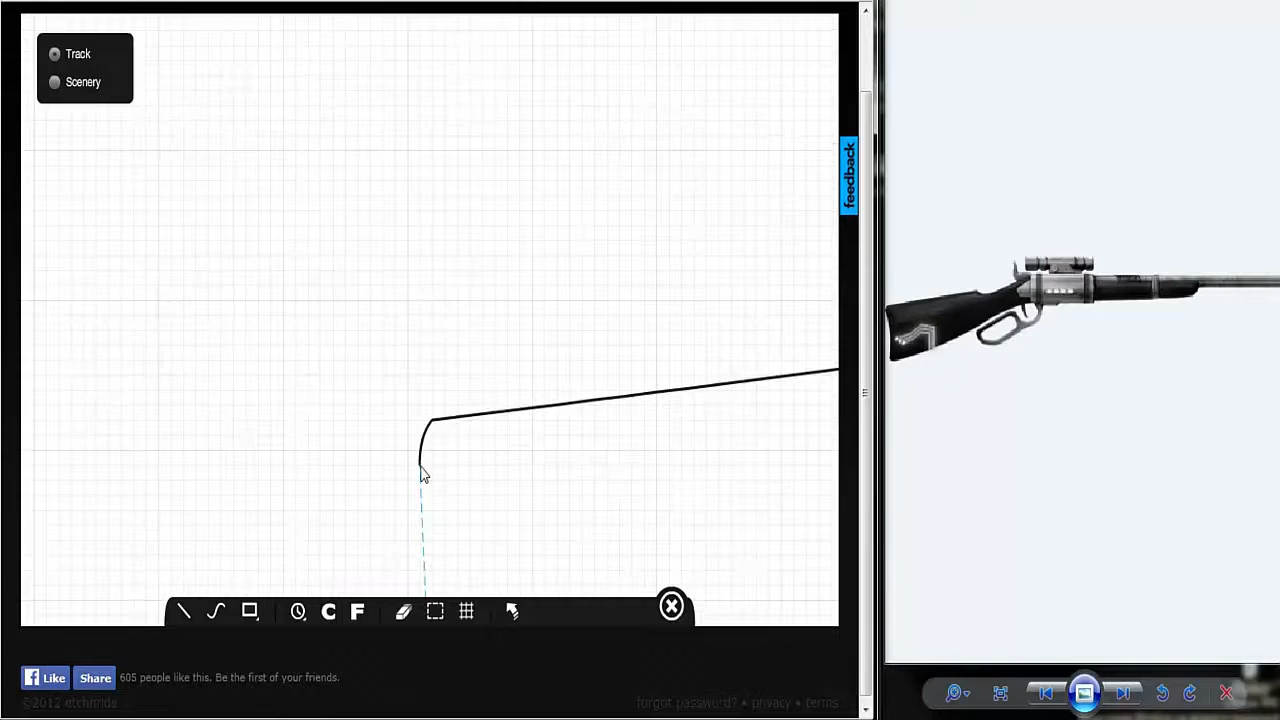 Track
Scenery
feedback
C F
Like Share 605 people like this. Be the first of your friends.
©2012 etchnride forgot password? • privacy • terms